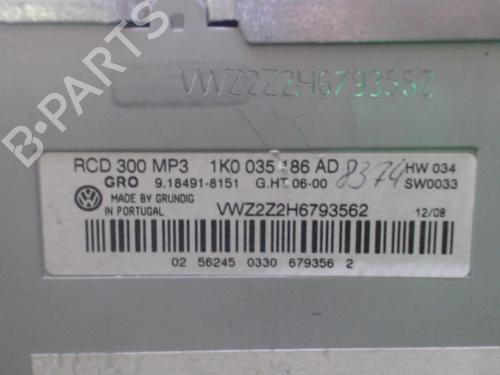 VWZ2Z2H6793562
RCD 300 MP3 1K0 035 186 AD 8374 HW 034
GRO 9.18491-8151 G.HT 06-00 SW0033
MADE BY GRUNDIG
IN PORTUGAL
VWZ2Z2H6793562 12/08
02 56245 0330 679356 2
B-PARTS